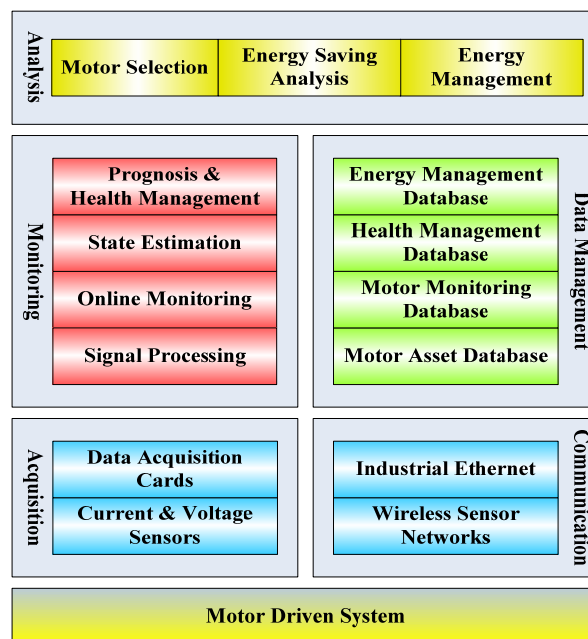 Analysis
Motor Selection
Energy Saving
Analysis
Energy
Management
Monitoring
Prognosis &
Health Management
State Estimation
Online Monitoring
Signal Processing
Energy Management
Database
Health Management
Database
Motor Monitoring
Database
Motor Asset Database
Data Management
Acquisition
Data Acquisition
Cards
Current & Voltage
Sensors
Industrial Ethernet
Wireless Sensor
Networks
Communication
Motor Driven System